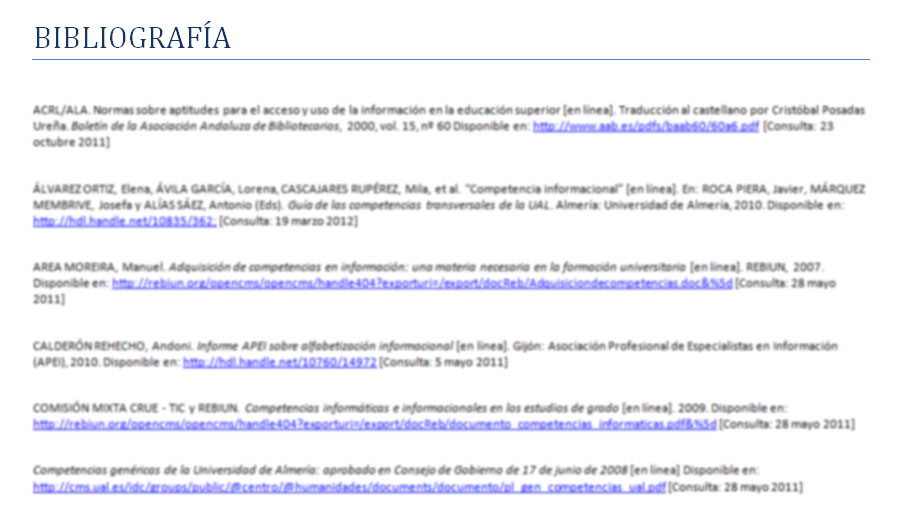 BIBLIOGRAFÍA
ACRL/ALA. Normas sobre aptitudes para el acceso y uso de la información en la educación superior [en línea]. Traducción al castellano por Cristóbal Posadas
Ureña. Boletín de la Asociación Andaluza de Bibliotecarios, 2000, vol. 15, nº 60 Disponible en: http://www.aab.es/pdfs/baab60/60a6.pdf [Consulta: 23
octubre 2011]
ÁLVAREZ ORTIZ, Elena, ÁVILA GARCÍA, Lorena, CASCAJARES RUPÉREZ, Mila, et al. "Competencia informacional" [en línea]. En: ROCA PIERA, Javier, MÁRQUEZ
MEMBRIVE, Josefa y ALÍAS SÁEZ, Antonio (Eds). Guía de las competencias transversales de la UAL. Almería: Universidad de Almería, 2010. Disponible en:
http://hdl.handle.net/10835/362; [Consulta: 19 marzo 2012]
AREA MOREIRA, Manuel. Adquisición de competencias en información: una materia necesaria en la formación universitaria [en línea]. REBIUN, 2007.
Disponible en: http://rebiun.org/opencms/opencms/handle404?exporturi=/export/docReb/Adquisiciondecompetencias.doc&%5d [Consulta: 28 mayo
2011]
CALDERÓN REHECHO, Andoni. Informe APEI sobre alfabetización informacional [en línea]. Gijón: Asociación Profesional de Especialistas en Información
(APEI), 2010. Disponible en: http://hdl.handle.net/10760/14972 [Consulta: 5 mayo 2011]
COMISIÓN MIXTA CRUE - TIC y REBIUN. Competencias informáticas e informacionales en los estudios de grado [en línea]. 2009. Disponible en:
http://rebiun.org/opencms/opencms/handle404?exporturi=/export/docReb/documento_competencias_informaticas.pdf&%5d [Consulta: 28 mayo 2011]
Competencias genéricas de la Universidad de Almería: aprobado en Consejo de Gobierno de 17 de junio de 2008 [en línea] Disponible en:
http://cms.ual.es/idc/groups/public/@centro/@humanidades/documents/documento/pl_gen_competencias_ual.pdf [Consulta: 28 mayo 2011]